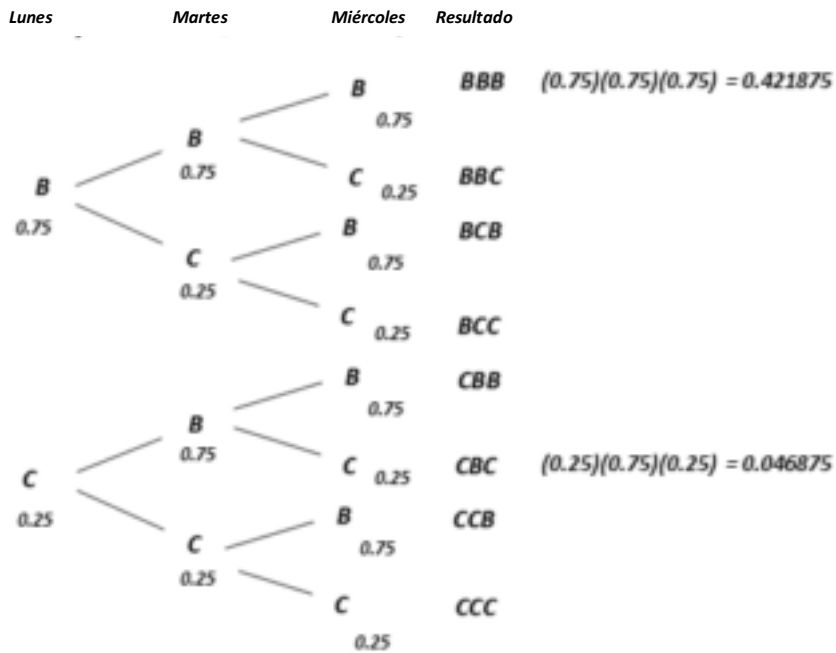 Lunes Martes Miércoles Resultado
B BBB (0.75)(0.75)(0.75) = 0.421875
0.75
B
0.75
C 0.25 BBC
B
0.75
B BCB
0.75
C
0.25
C 0.25 BCC
B CBB
0.75
B
0.75
C 0.25 CBC (0.25)(0.75)(0.25) = 0.046875
C
0.25
B CCB
0.75
C
0.25
C CCC
0.25